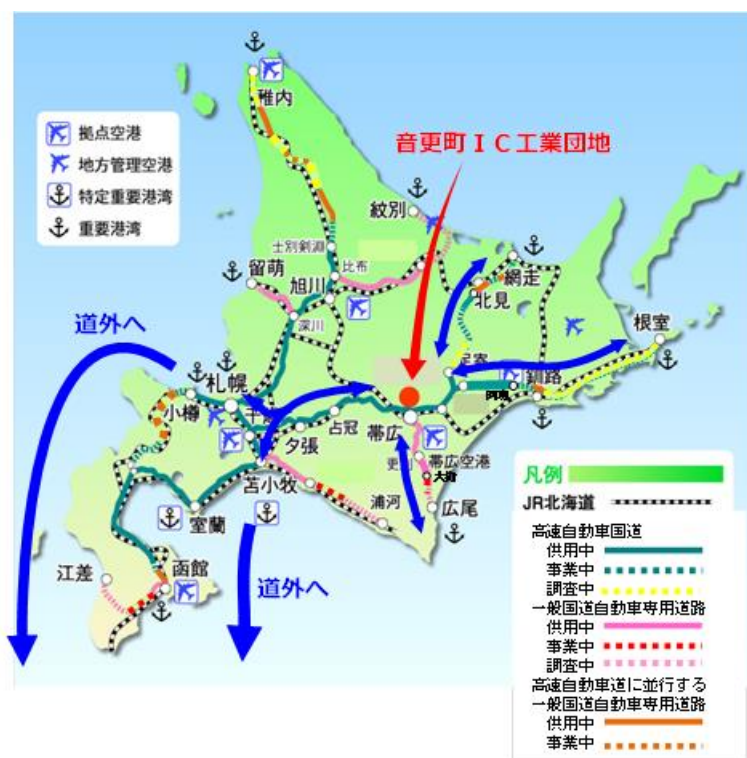 稚内
拠点空港
地方管理空港
特定重要港湾
重要港湾
音更町IC工業団地
紋別
士別剣淵
比布
留萌
旭川
網走
北見
深川
根室
道外へ
足寄
札幌
釧路
小樽
夕張
占冠
帯広
帯広空港
苫小牧
浦河
広尾
室蘭
道外へ
江差
函館
凡例
JR北海道
高速自動車国道
供用中
事業中
調査中
一般国道自動車専用道路
供用中
事業中
調査中
高速自動車道に並行する
一般国道自動車専用道路
供用中
事業中